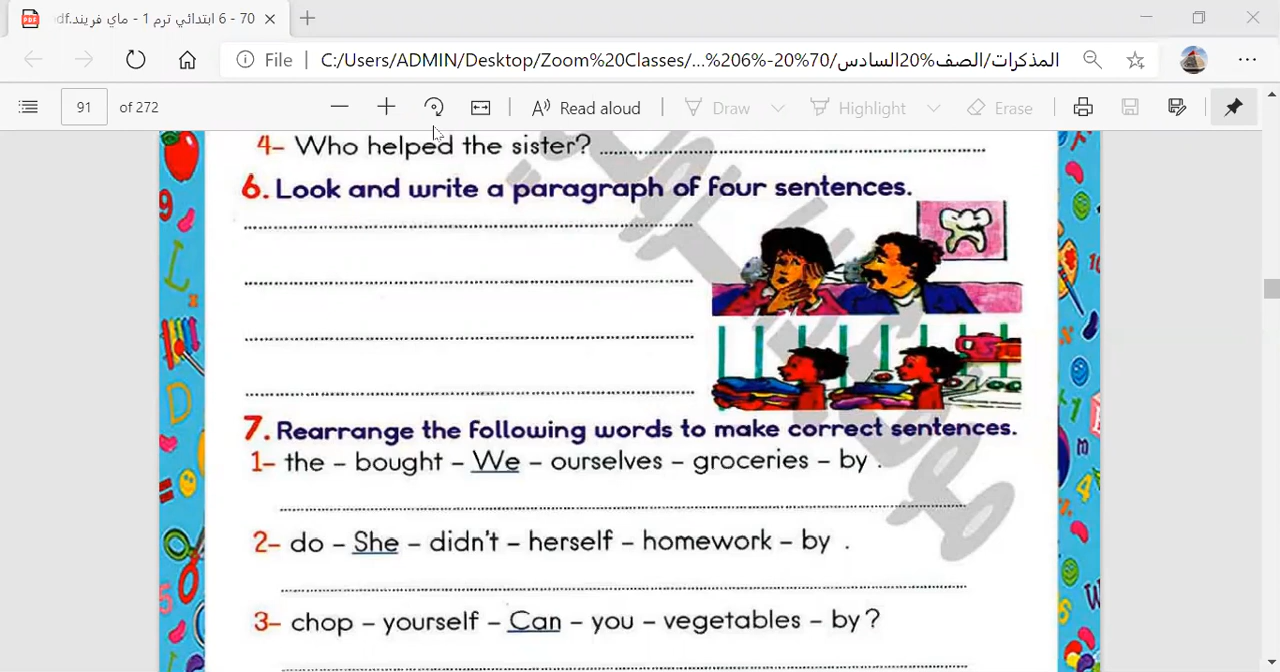 70 - 6 ابتدائي ترم 1 - ماي فريند.pdf
File C:/Users/ADMIN/Desktop/Zoom%20Classes/...المذكرات/الصف%20السادس/70%20-%206%
91 of 272 Read aloud Draw Highlight Erase
4- Who helped the sister?
6. Look and write a paragraph of four sentences.
7. Rearrange the following words to make correct sentences.
1- the - bought - We - ourselves - groceries - by .
2- do - She - didn't - herself - homework - by .
3- chop - yourself - Can - you - vegetables - by ?